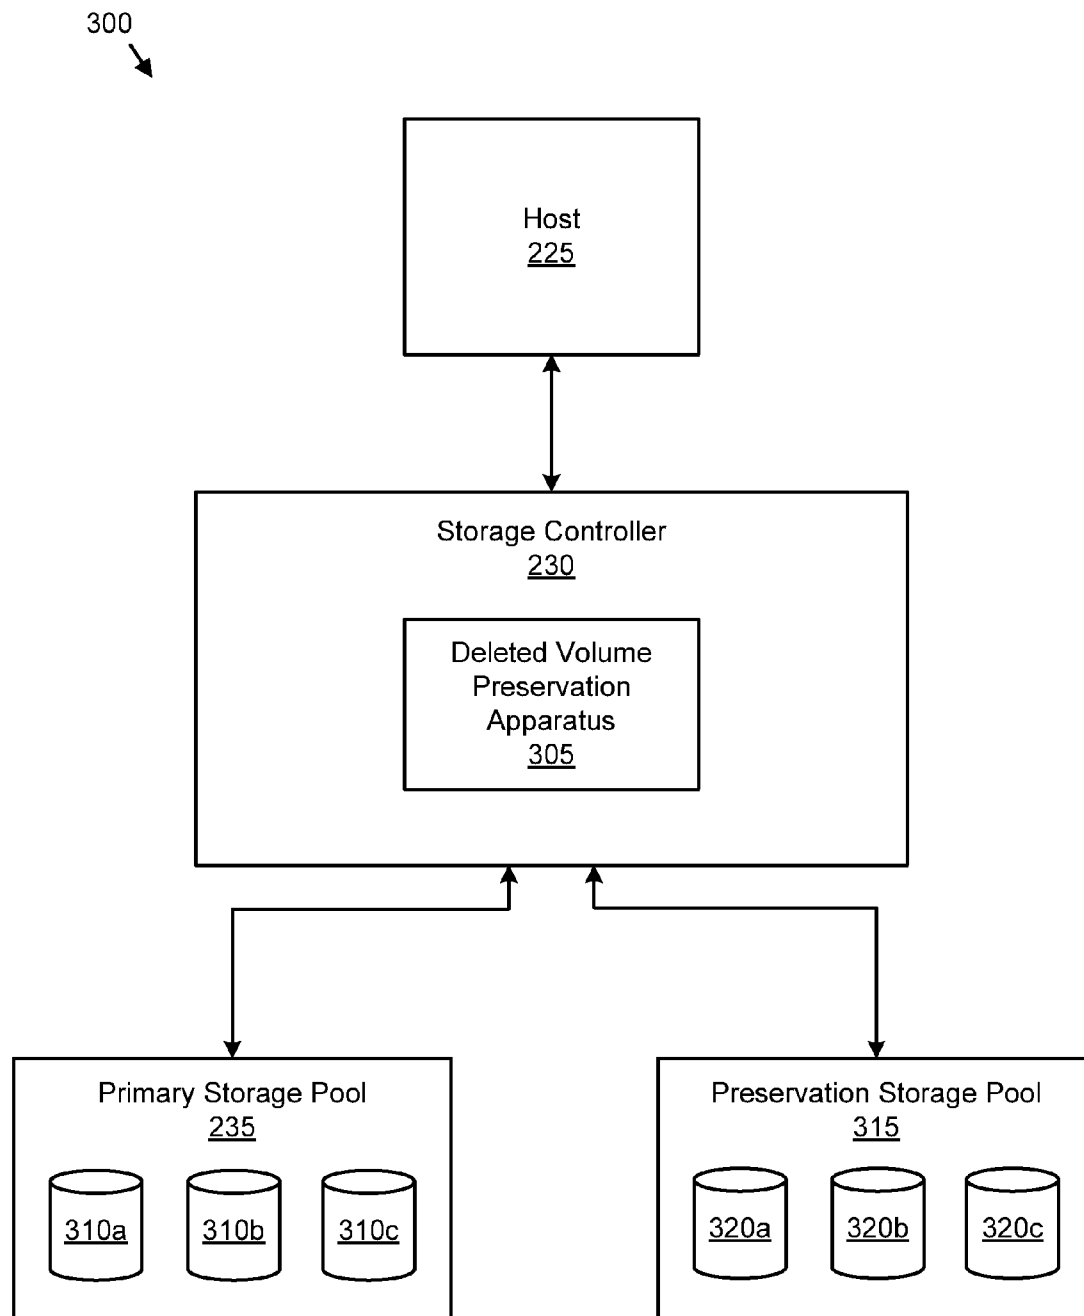 300
Host
225
Storage Controller
230
Deleted Volume
Preservation
Apparatus
305
Primary Storage Pool
235
310a 310b 310c
Preservation Storage Pool
315
320a 320b 320c